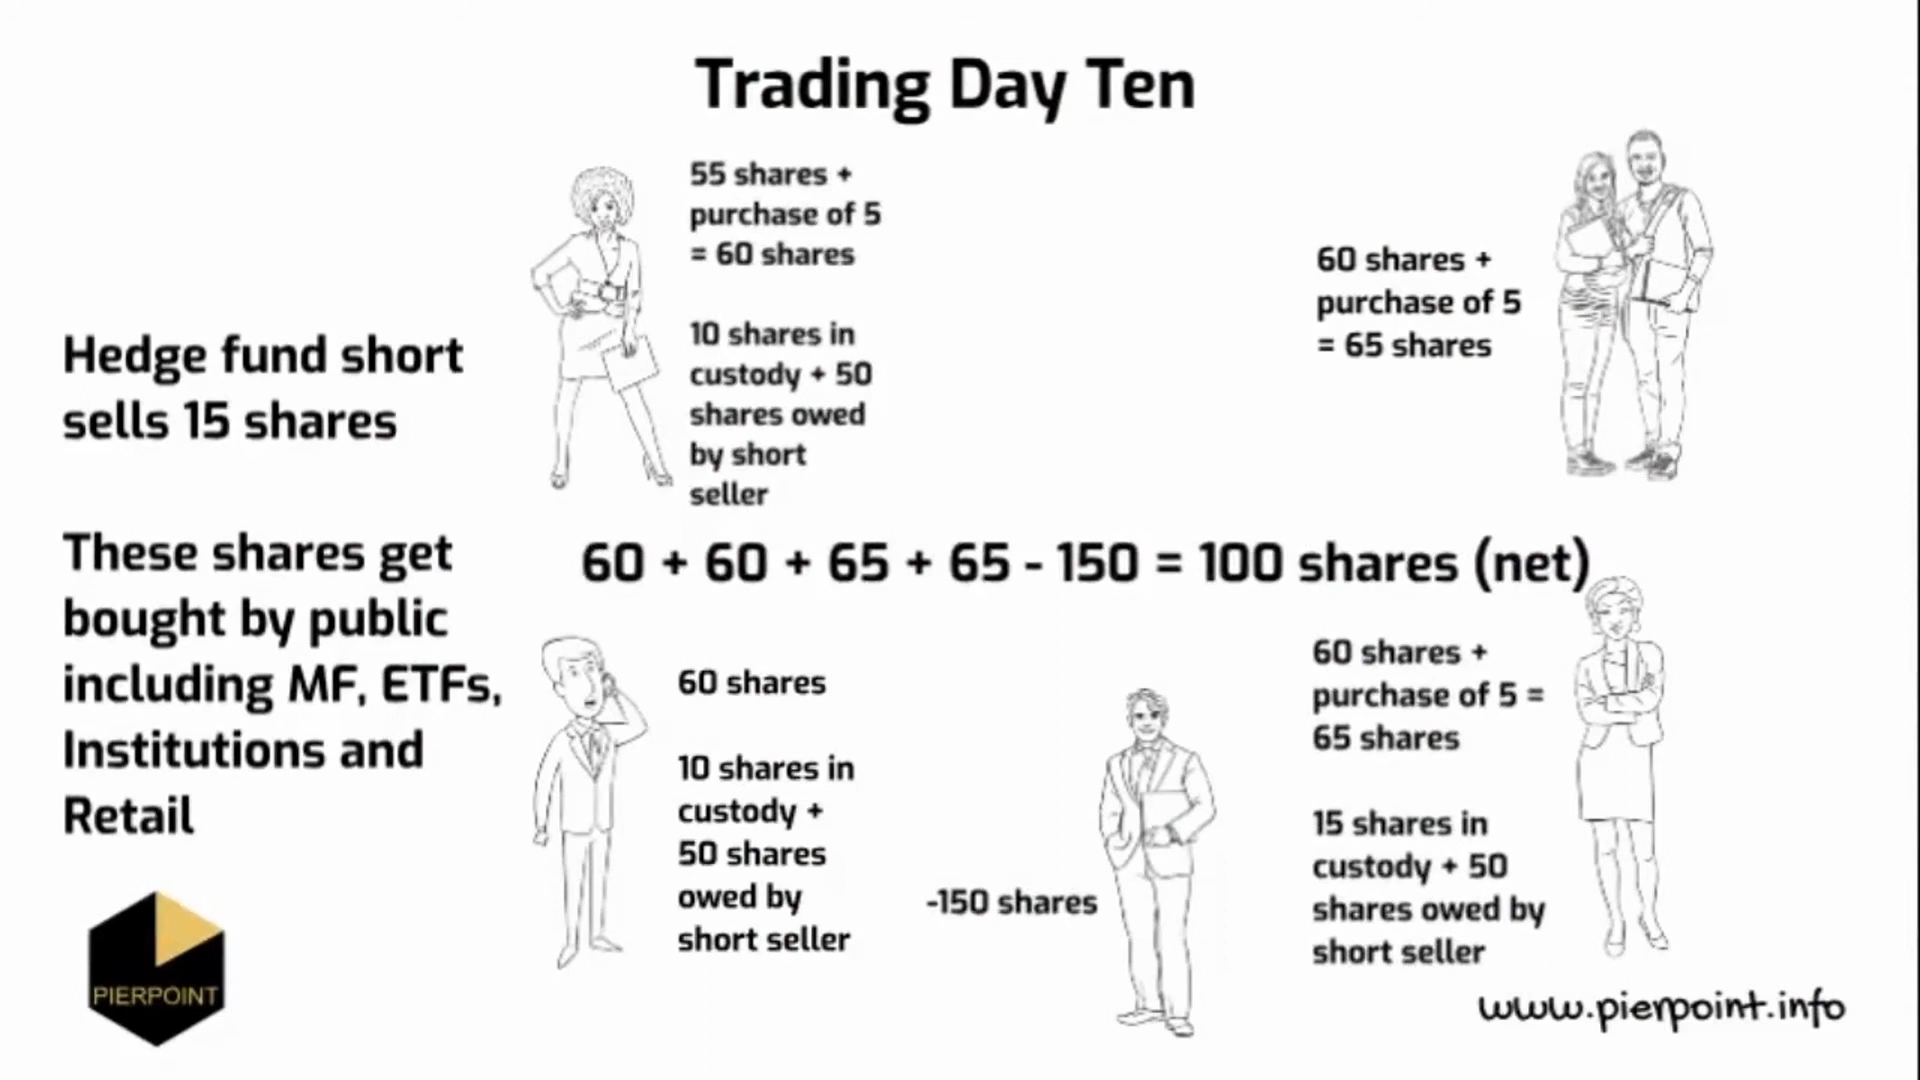 Trading Day Ten
Hedge fund short
sells 15 shares
These shares get
bought by public
including MF, ETFs,
Institutions and
Retail
55 shares +
purchase of 5
= 60 shares
10 shares in
custody + 50
shares owed
by short
seller
60 shares +
purchase of 5
= 65 shares
60 + 60 + 65 + 65 - 150 = 100 shares (net)
60 shares
10 shares in
custody +
50 shares
owed by
short seller
-150 shares
60 shares +
purchase of 5 =
65 shares
15 shares in
custody + 50
shares owed by
short seller
PIERPOINT
www.pierpoint.info